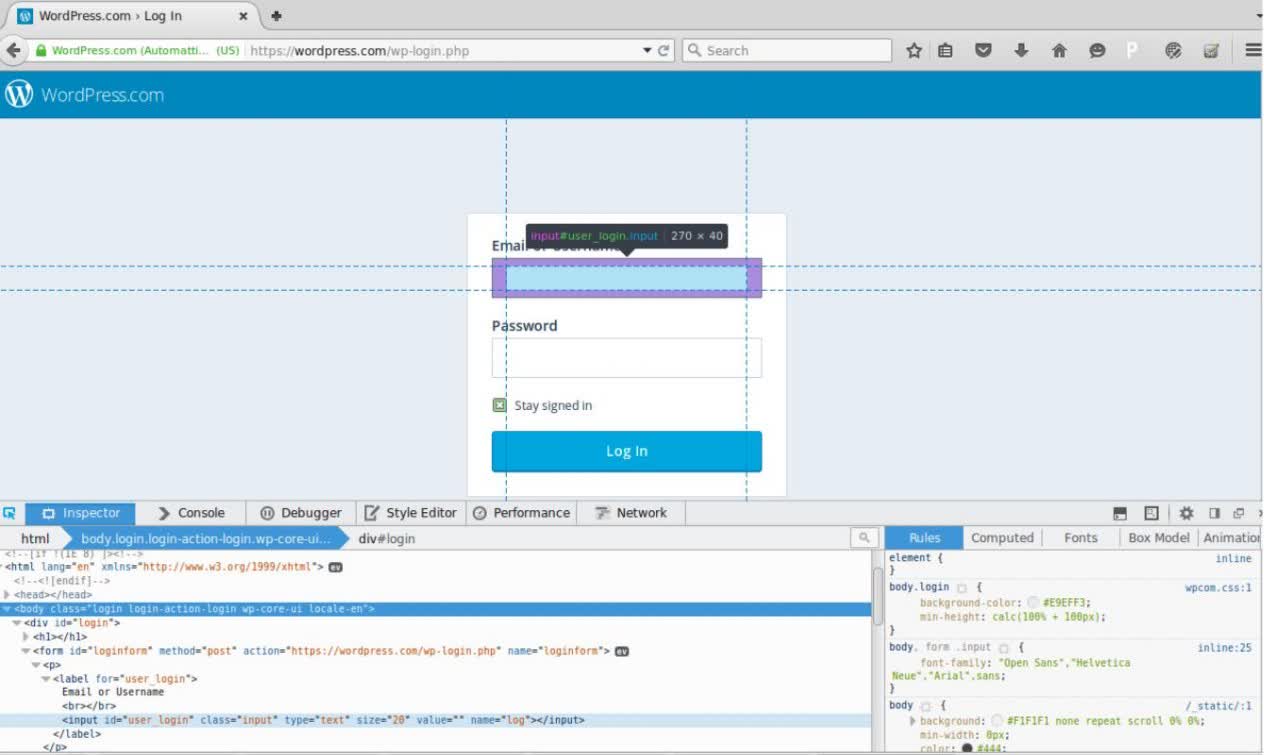 WordPress.com › Log In
WordPress.com (Automatti... (US) https://wordpress.com/wp-login.php
Search
WordPress.com
input#user_login.input 270 × 40
Email or Username
Password
Stay signed in
Log In
Inspector Console Debugger Style Editor Performance Network
html body.login.login-action-login.wp-core-ui... div#login
<!--[if !(IE 8) ]><!-->
<html lang="en" xmlns="http://www.w3.org/1999/xhtml"> ev
<!--<![endif]-->
<head></head>
<body class="login login-action-login wp-core-ui locale-en">
<div id="login">
<h1></h1>
<form id="loginform" method="post" action="https://wordpress.com/wp-login.php" name="loginform"> ev
<p>
<label for="user_login">
Email or Username
<br></br>
<input id="user_login" class="input" type="text" size="20" value="" name="log"></input>
</label>
</p>
Rules Computed Fonts Box Model Animation
element { inline
}
body.login { wpcom.css:1
background-color: #E9EFF3;
min-height: calc(100% + 100px);
}
body, form .input { inline:25
font-family: "Open Sans","Helvetica
Neue","Arial",sans;
}
body { /_static/:1
background: #F1F1F1 none repeat scroll 0% 0%;
min-width: 0px;
color: #444;